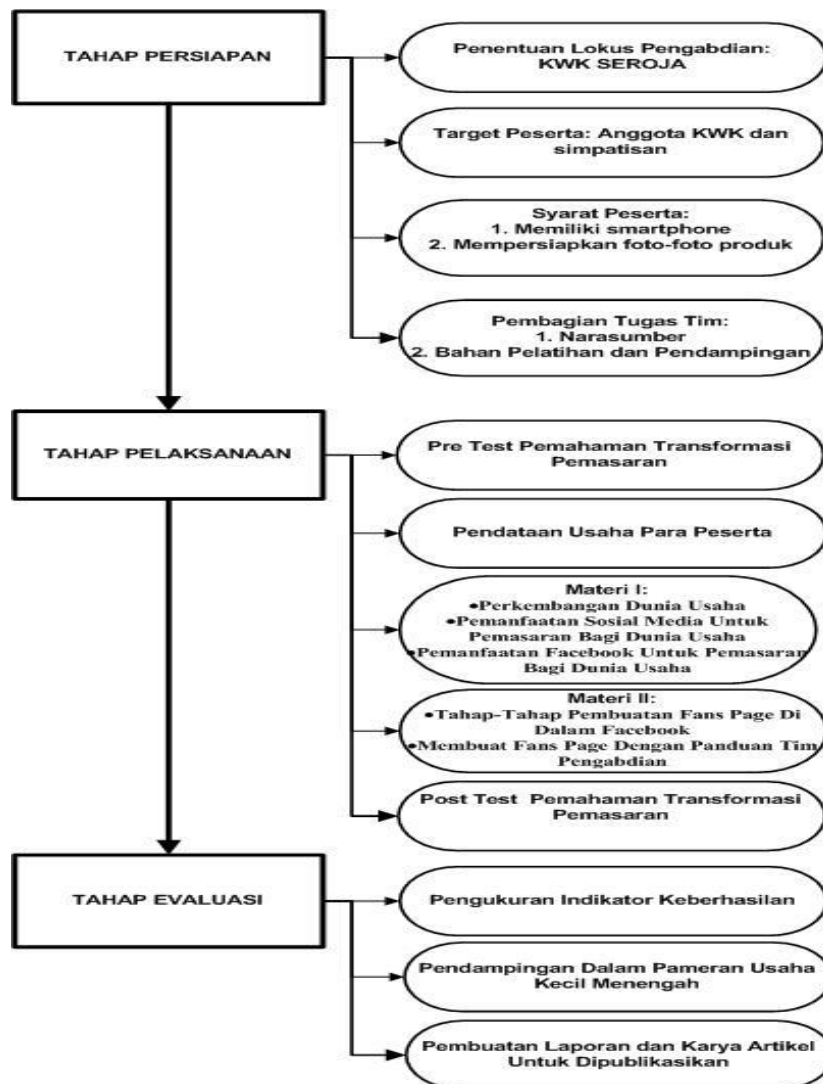 TAHAP PERSIAPAN
Penentuan Lokus Pengabdian:
KWK SEROJA
Target Peserta: Anggota KWK dan
simpatisan
Syarat Peserta:
1. Memiliki smartphone
2. Mempersiapkan foto-foto produk
Pembagian Tugas Tim:
1. Narasumber
2. Bahan Pelatihan dan Pendampingan
TAHAP PELAKSANAAN
Pre Test Pemahaman Transformasi
Pemasaran
Pendataan Usaha Para Peserta
Materi I:
•Perkembangan Dunia Usaha
•Pemanfaatan Sosial Media Untuk
Pemasaran Bagi Dunia Usaha
•Pemanfaatan Facebook Untuk Pemasaran
Bagi Dunia Usaha
Materi II:
•Tahap-Tahap Pembuatan Fans Page Di
Dalam Facebook
•Membuat Fans Page Dengan Panduan Tim
Pengabdian
Post Test Pemahaman Transformasi
Pemasaran
TAHAP EVALUASI
Pengukuran Indikator Keberhasilan
Pendampingan Dalam Pameran Usaha
Kecil Menengah
Pembuatan Laporan dan Karya Artikel
Untuk Dipublikasikan